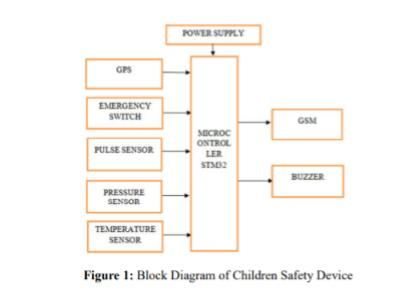 POWER SUPPLY
GPS
EMERGENCY
SWITCH
PULSE SENSOR
PRESSURE
SENSOR
TEMPERATURE
SENSOR
MICROC
ONTROL
LER
STM32
GSM
BUZZER
Figure 1: Block Diagram of Children Safety Device